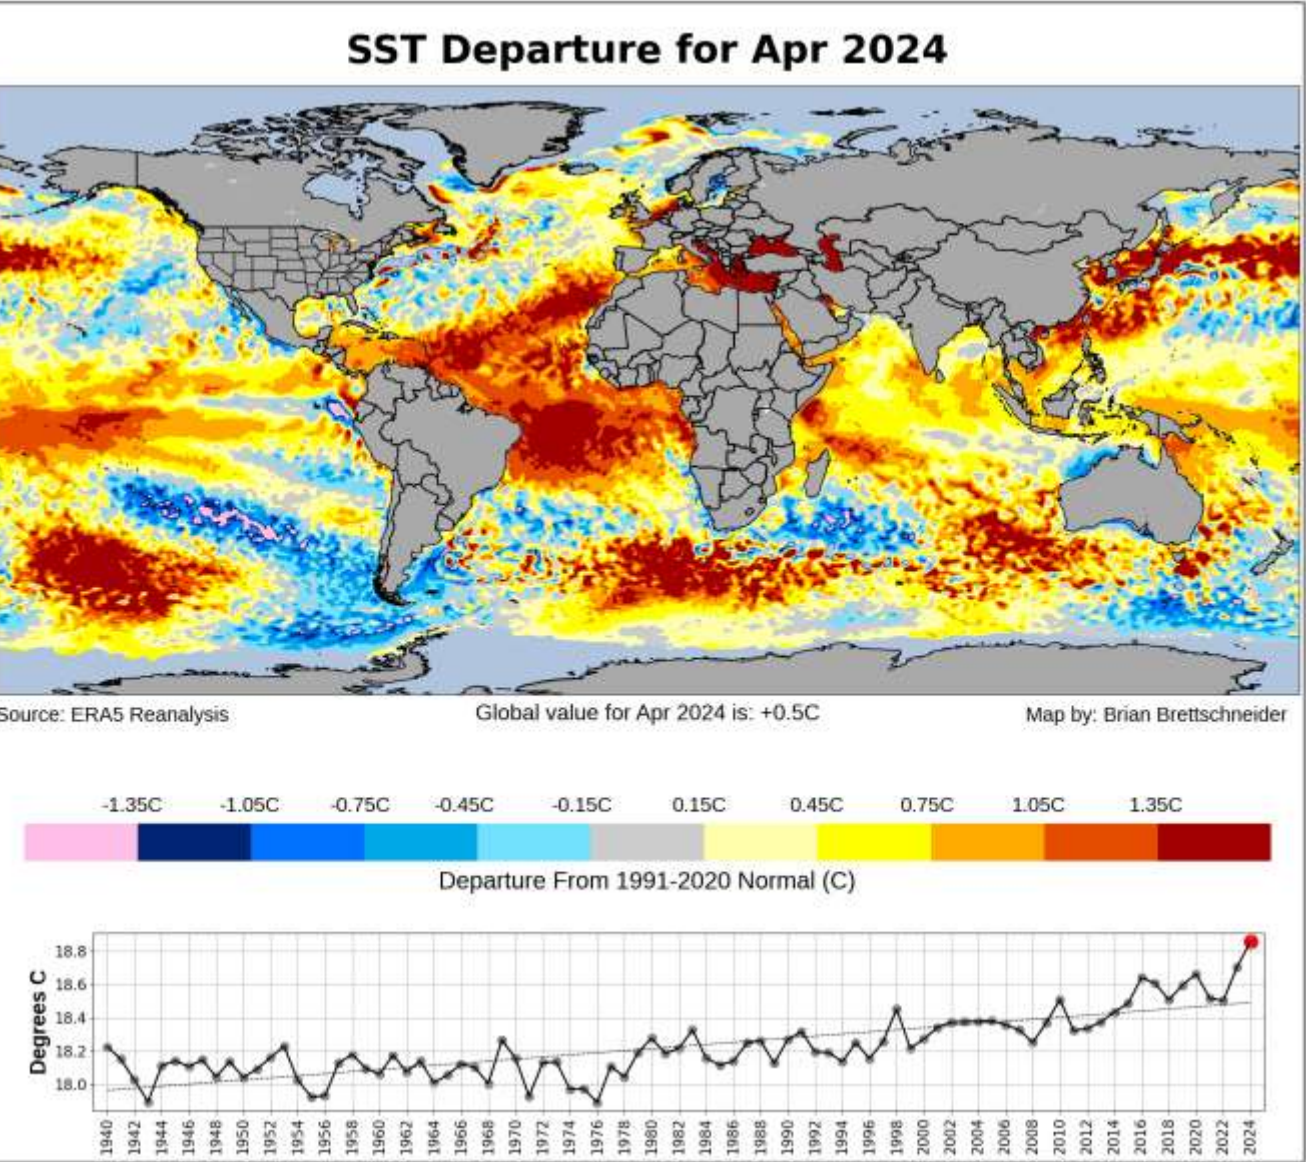 SST Departure for Apr 2024
Source: ERA5 Reanalysis Global value for Apr 2024 is: +0.5C Map by: Brian Brettschneider
-1.35C -1.05C -0.75C -0.45C -0.15C 0.15C 0.45C 0.75C 1.05C 1.35C
Departure From 1991-2020 Normal (C)
Degrees C
18.8
18.6
18.4
18.2
18.0
1940 1942 1944 1946 1948 1950 1952 1954 1956 1958 1960 1962 1964 1966 1968 1970 1972 1974 1976 1978 1980 1982 1984 1986 1988 1990 1992 1994 1996 1998 2000 2002 2004 2006 2008 2010 2012 2014 2016 2018 2020 2022 2024